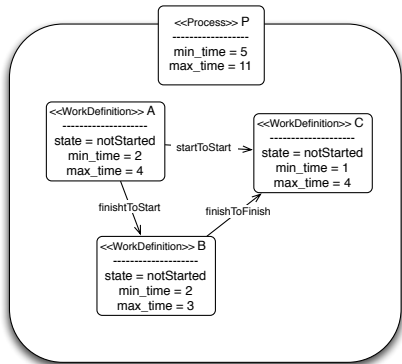 <<Process>> P
-------------------
min_time = 5
max_time = 11
<<WorkDefinition>> A
--------------------
state = notStarted
min_time = 2
max_time = 4
startToStart
<<WorkDefinition>> C
--------------------
state = notStarted
min_time = 1
max_time = 4
finishtToStart
finishToFinish
<<WorkDefinition>> B
--------------------
state = notStarted
min_time = 2
max_time = 3